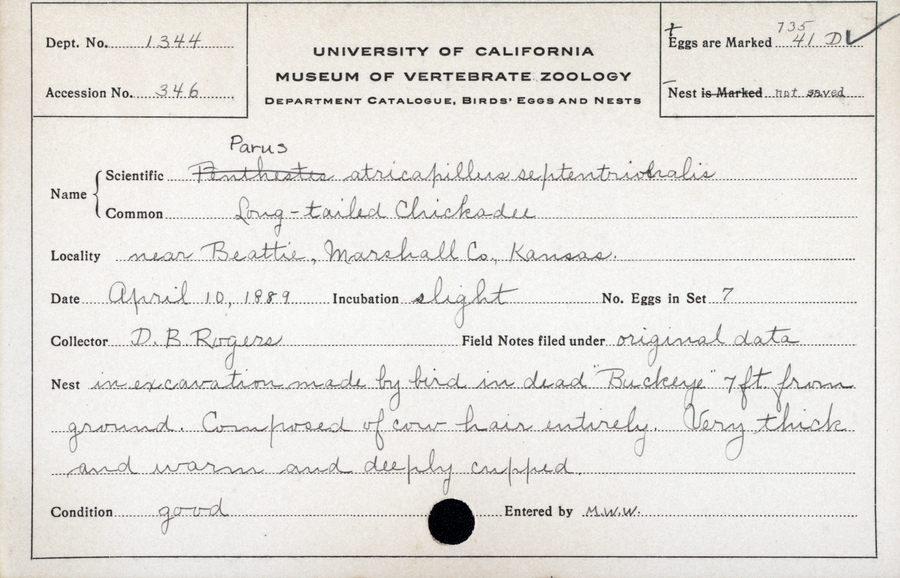 Dept. No. 1344
Accession No. 346
UNIVERSITY OF CALIFORNIA
MUSEUM OF VERTEBRATE ZOOLOGY
DEPARTMENT CATALOGUE, BIRDS' EGGS AND NESTS
735
Eggs are Marked 41 D ✓
Nest is Marked not saved
Parus
Name
Scientific Penthestes atricapillus septentrionalis
Common Long-tailed Chickadee
Locality near Beattie, Marshall Co., Kansas.
Date April 10, 1889 Incubation slight No. Eggs in Set 7
Collector D. B. Rogers Field Notes filed under original data
Nest in excavation made by bird in dead "Buckeye" 7 ft. from
ground. Composed of cow hair entirely. Very thick
and warm and deeply cupped.
Condition good Entered by M.W.W.